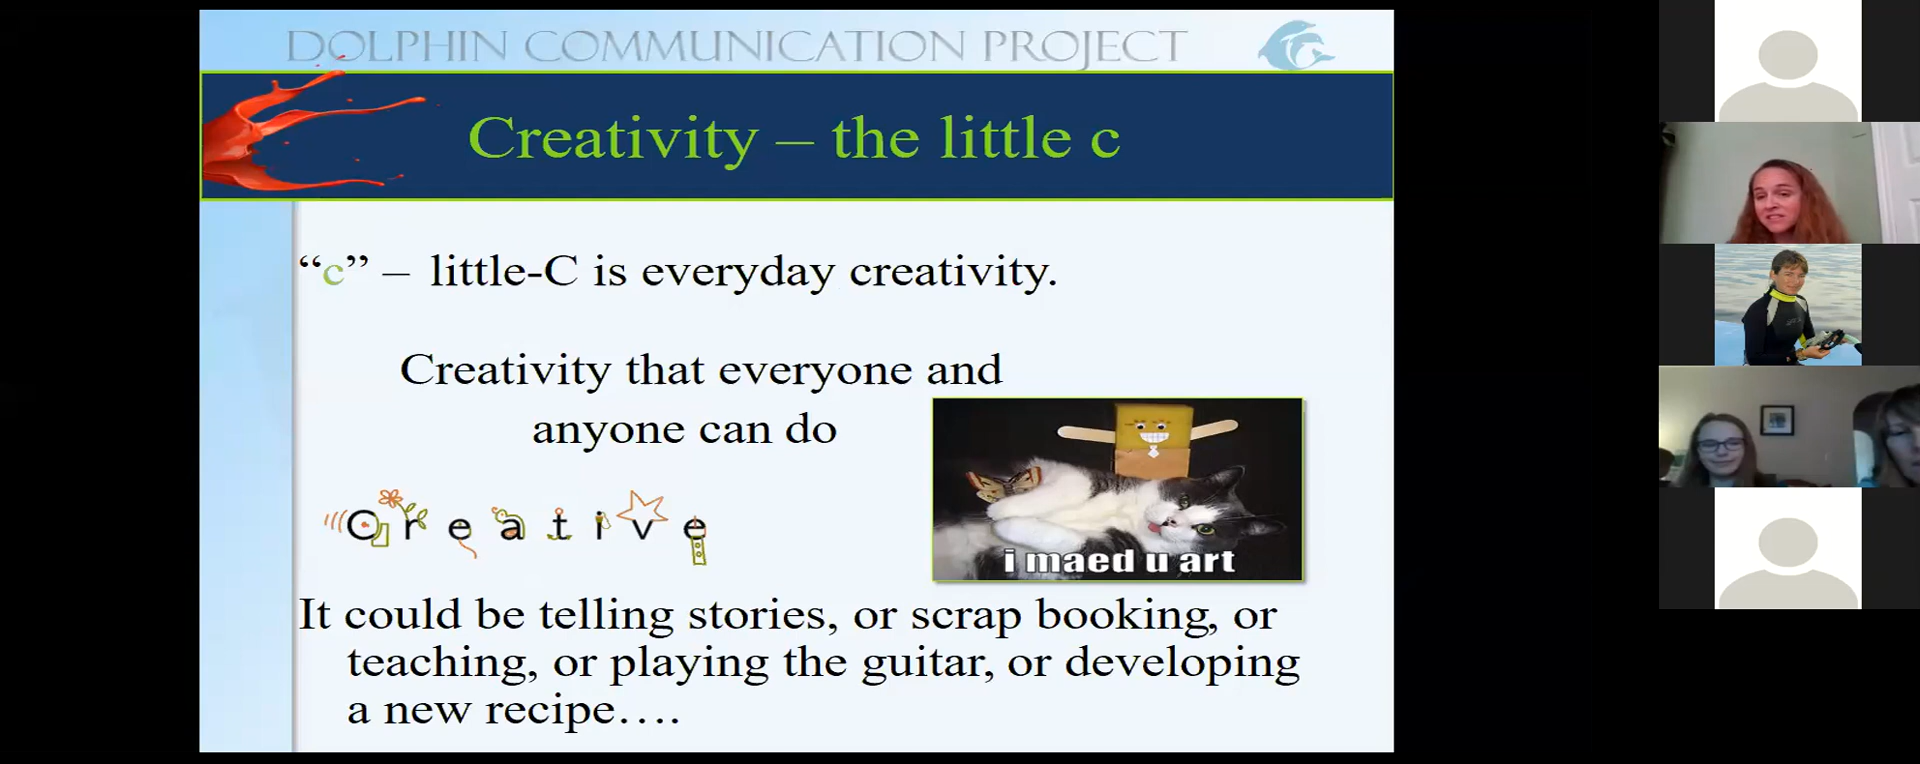 DOLPHIN COMMUNICATION PROJECT
Creativity – the little c
“c” – little-C is everyday creativity.
Creativity that everyone and
anyone can do
Creative
i maed u art
It could be telling stories, or scrap booking, or
teaching, or playing the guitar, or developing
a new recipe….